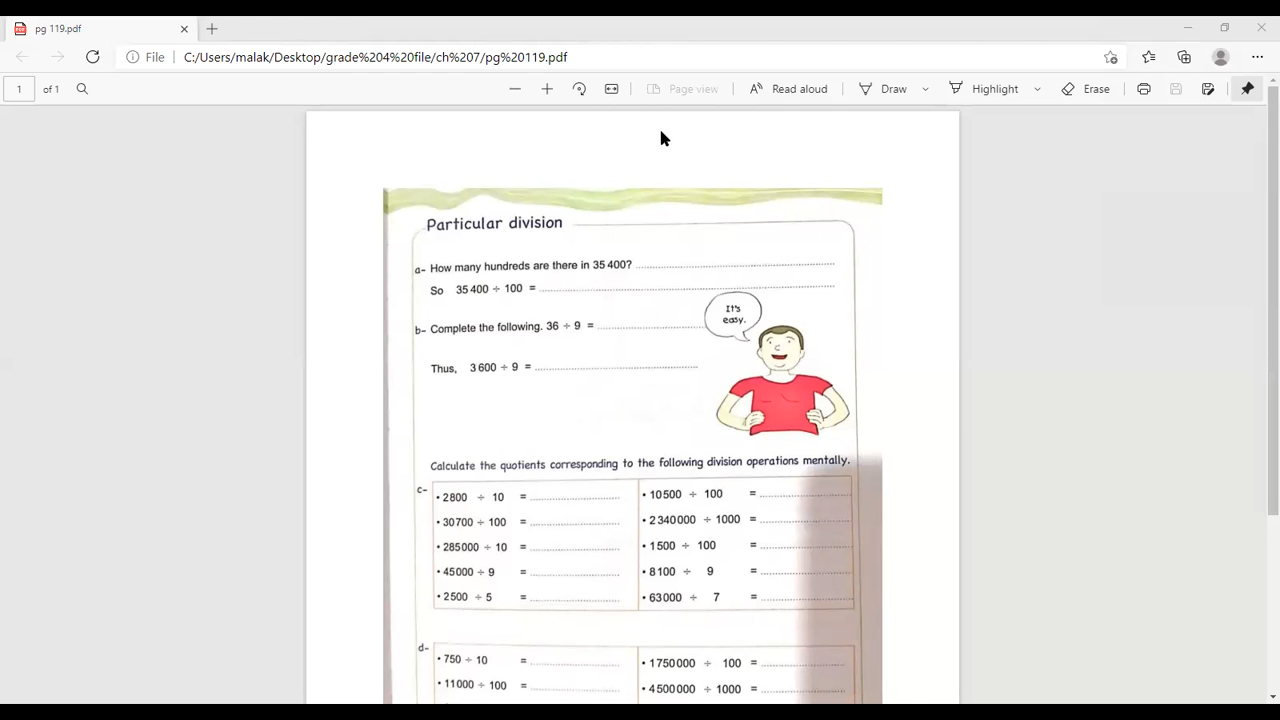 pg 119.pdf
File C:/Users/malak/Desktop/grade%204%20file/ch%207/pg%20119.pdf
1 of 1 Page view Read aloud Draw Highlight Erase
Particular division
a- How many hundreds are there in 35 400?
So 35 400 ÷ 100 =
It's
easy.
b- Complete the following. 36 ÷ 9 =
Thus, 3 600 ÷ 9 =
Calculate the quotients corresponding to the following division operations mentally.
c-
• 2800 ÷ 10 =
• 30700 ÷ 100 =
• 285000 ÷ 10 =
• 45000 ÷ 9 =
• 2500 ÷ 5 =
• 10500 ÷ 100 =
• 2340000 ÷ 1000 =
• 1500 ÷ 100 =
• 8100 ÷ 9 =
• 63000 ÷ 7 =
d-
• 750 ÷ 10 =
• 11000 ÷ 100 =
• 1750000 ÷ 100 =
• 4500000 ÷ 1000 =